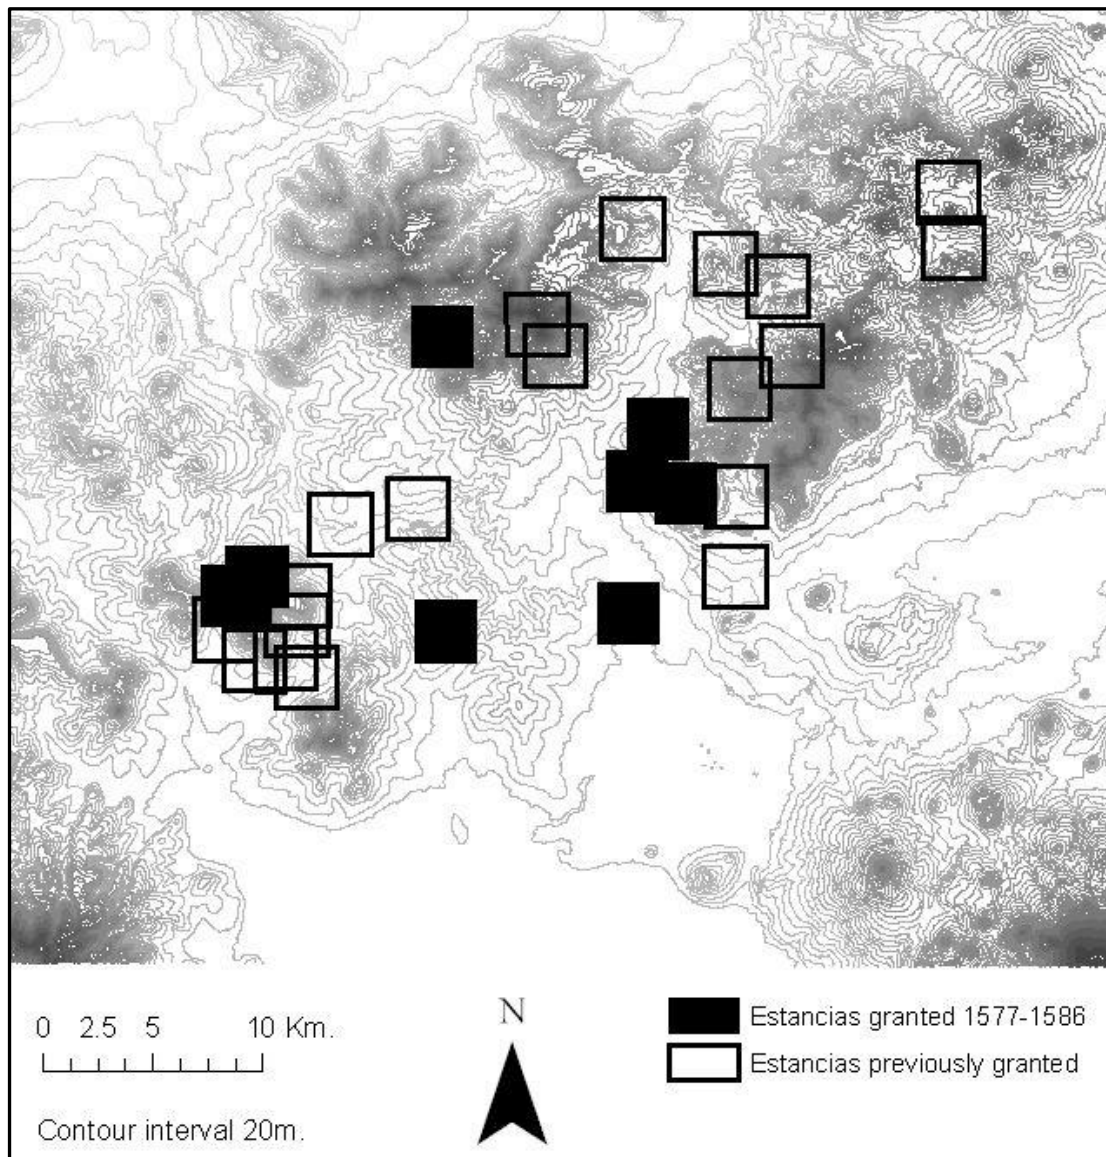 0 2.5 5 10 Km.
Contour interval 20m.
N
Estancias granted 1577-1586
Estancias previously granted